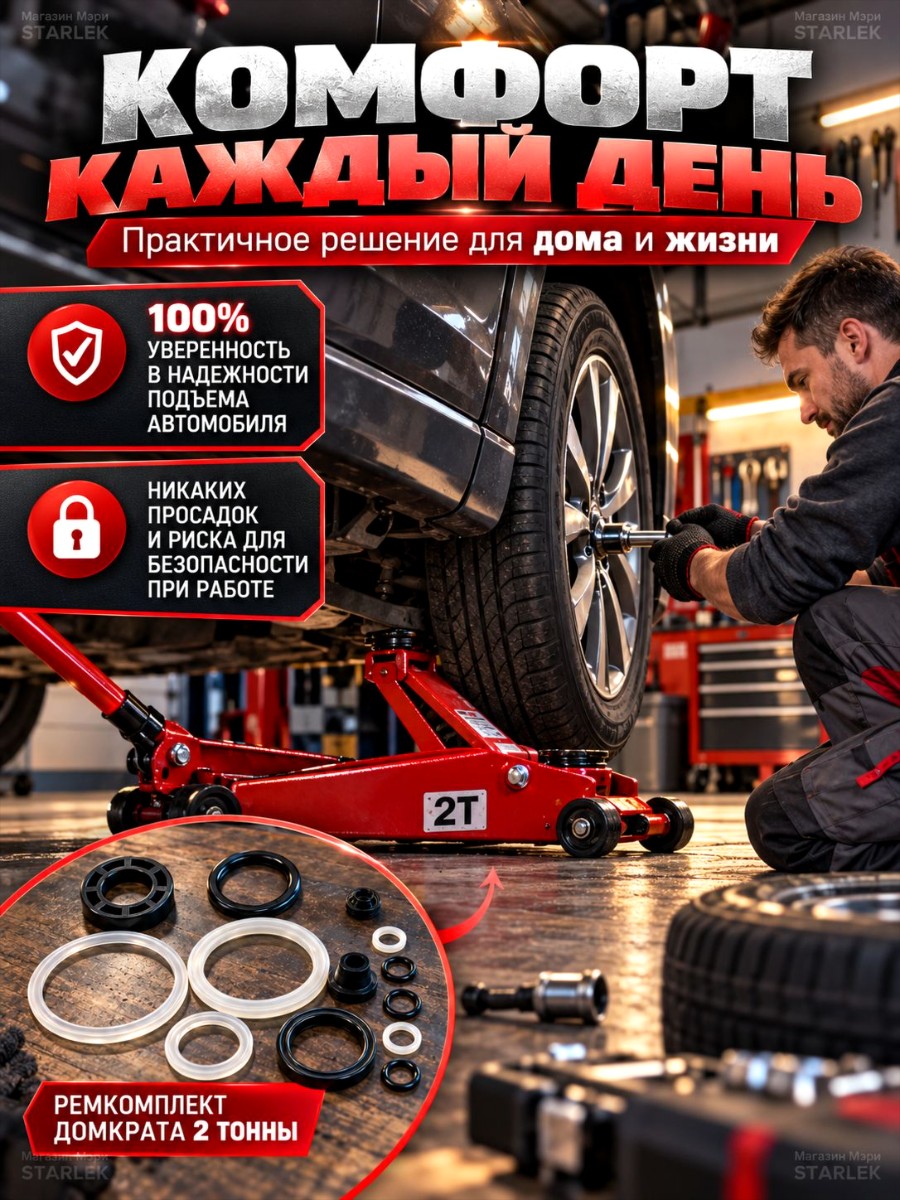 Магазин Мэри
STARLEK
Магазин Мэри
STARLEK
КОМФОРТ
КАЖДЫЙ ДЕНЬ
Практичное решение для дома и жизни
100%
УВЕРЕННОСТЬ
В НАДЕЖНОСТИ
ПОДЪЕМА
АВТОМОБИЛЯ
НИКАКИХ
ПРОСАДОК
И РИСКА ДЛЯ
БЕЗОПАСНОСТИ
ПРИ РАБОТЕ
2Т
РЕМКОМПЛЕКТ
ДОМКРАТА 2 ТОННЫ
Магазин Мэри
STARLEK
Магазин Мэри
STARLEK